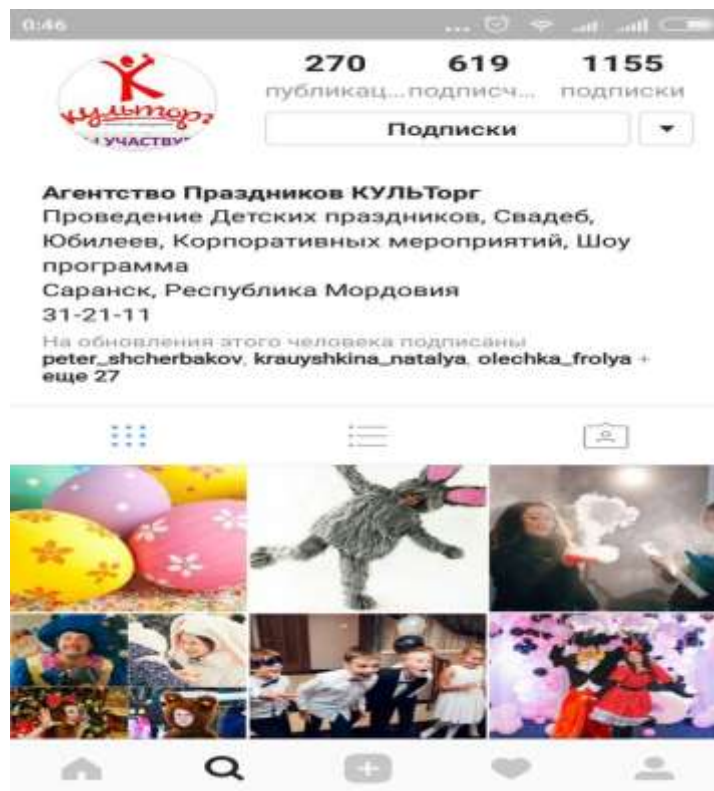 0:46
культорг
УЧАСТВУ
270 619 1155
публикац... подписч... подписки
Подписки
Агентство Праздников КУЛЬТорг
Проведение Детских праздников, Свадеб,
Юбилеев, Корпоративных мероприятий, Шоу
программа
Саранск, Республика Мордовия
31-21-11
На обновления этого человека подписаны
peter_shcherbakov, krauyshkina_natalya, olechka_frolya +
еще 27